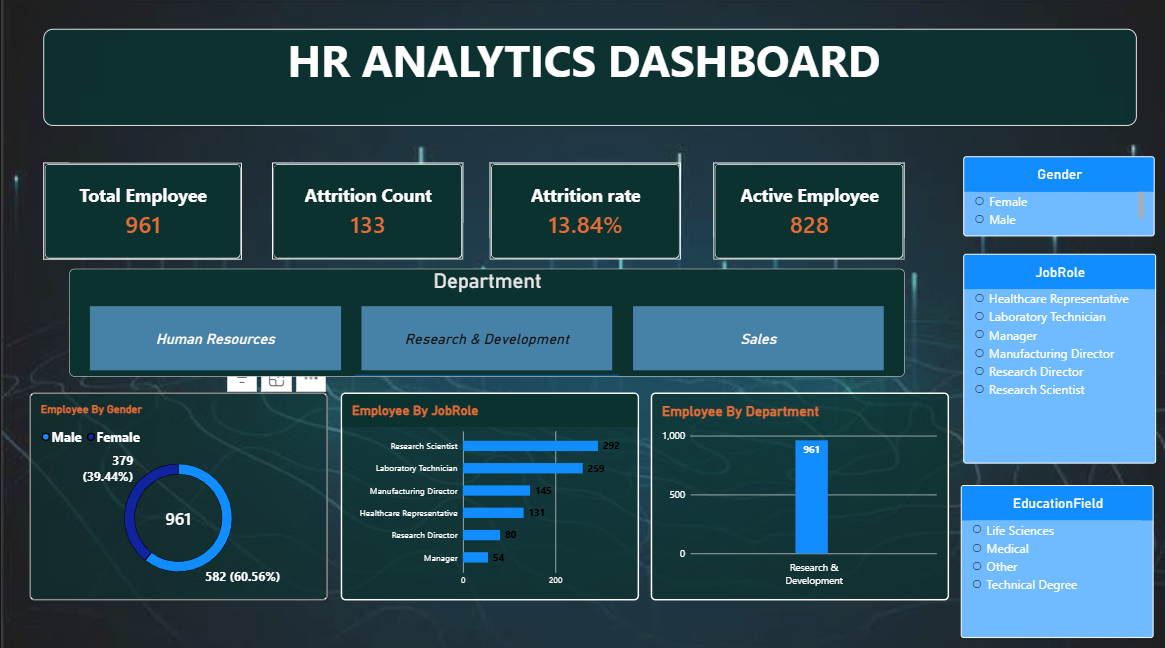 HR ANALYTICS DASHBOARD
Total Employee
961
Attrition Count
133
Attrition rate
13.84%
Active Employee
828
Gender
Female
Male
Department
Human Resources
Research & Development
Sales
JobRole
Healthcare Representative
Laboratory Technician
Manager
Manufacturing Director
Research Director
Research Scientist
Employee By Gender
Male Female
379
(39.44%)
961
582 (60.56%)
Employee By JobRole
Research Scientist 292
Laboratory Technician 259
Manufacturing Director 145
Healthcare Representative 131
Research Director 80
Manager 54
0 200
Employee By Department
1,000
961
500
0
Research &
Development
EducationField
Life Sciences
Medical
Other
Technical Degree